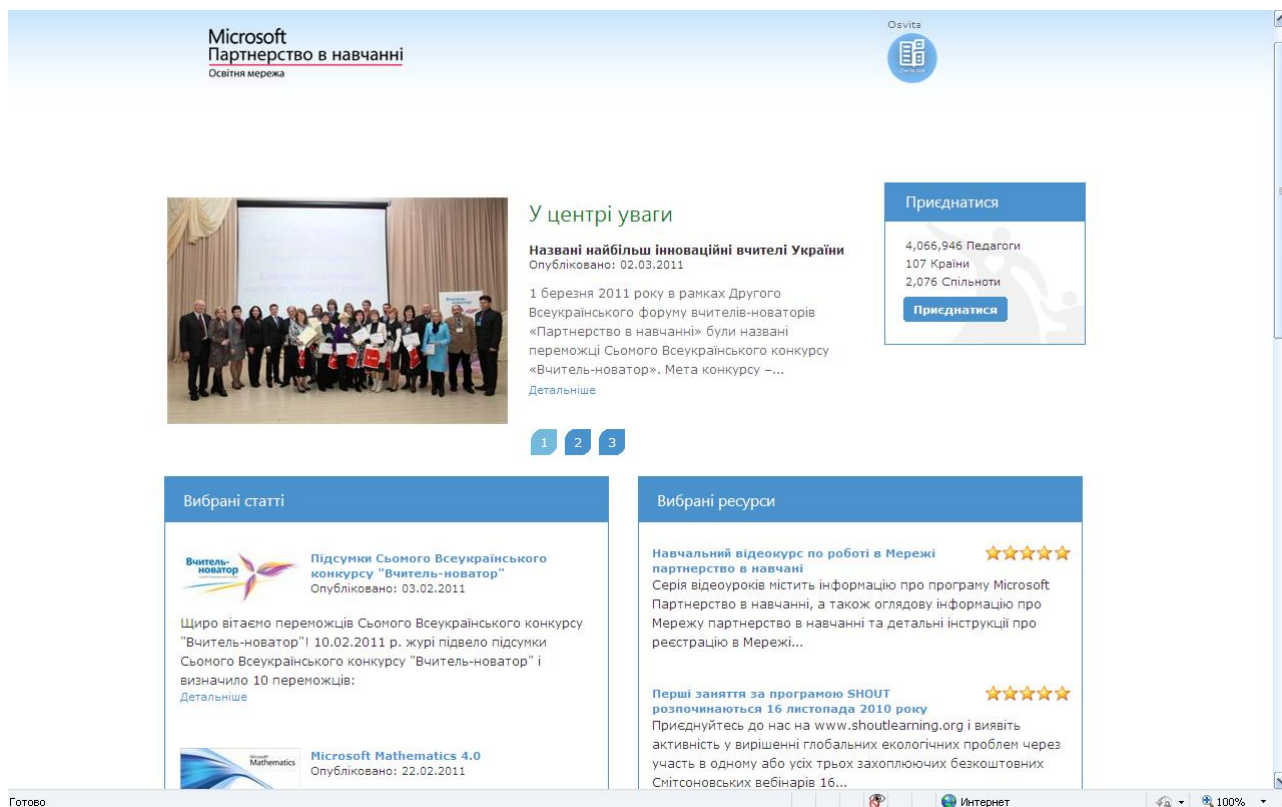 Microsoft
Партнерство в навчанні
Освітня мережа
Osvita
У центрі уваги
Названі найбільш інноваційні вчителі України
Опубліковано: 02.03.2011
1 березня 2011 року в рамках Другого
Всеукраїнського форуму вчителів-новаторів
«Партнерство в навчанні» були названі
переможці Сьомого Всеукраїнського конкурсу
«Вчитель-новатор». Мета конкурсу –...
Детальніше
1 2 3
Приєднатися
4,066,946 Педагоги
107 Країни
2,076 Спільноти
Приєднатися
Вибрані статті
Вчитель-
новатор
Підсумки Сьомого Всеукраїнського
конкурсу "Вчитель-новатор"
Опубліковано: 03.02.2011
Щиро вітаємо переможців Сьомого Всеукраїнського конкурсу
"Вчитель-новатор"! 10.02.2011 р. журі підвело підсумки
Сьомого Всеукраїнського конкурсу "Вчитель-новатор" і
визначило 10 переможців:
Детальніше
Microsoft
Mathematics
Microsoft Mathematics 4.0
Опубліковано: 22.02.2011
Вибрані ресурси
Навчальний відеокурс по роботі в Мережі
партнерство в навчані
Серія відеоуроків містить інформацію про програму Microsoft
Партнерство в навчанні, а також оглядову інформацію про
Мережу партнерство в навчанні та детальні інструкції про
реєстрацію в Мережі...
Перші заняття за програмою SHOUT
розпочинаються 16 листопада 2010 року
Приєднуйтесь до нас на www.shoutlearning.org і виявіть
активність у вирішенні глобальних екологічних проблем через
участь в одному або усіх трьох захоплюючих безкоштовних
Смітсоновських вебінарів 16...
Готово
Интернет
100%